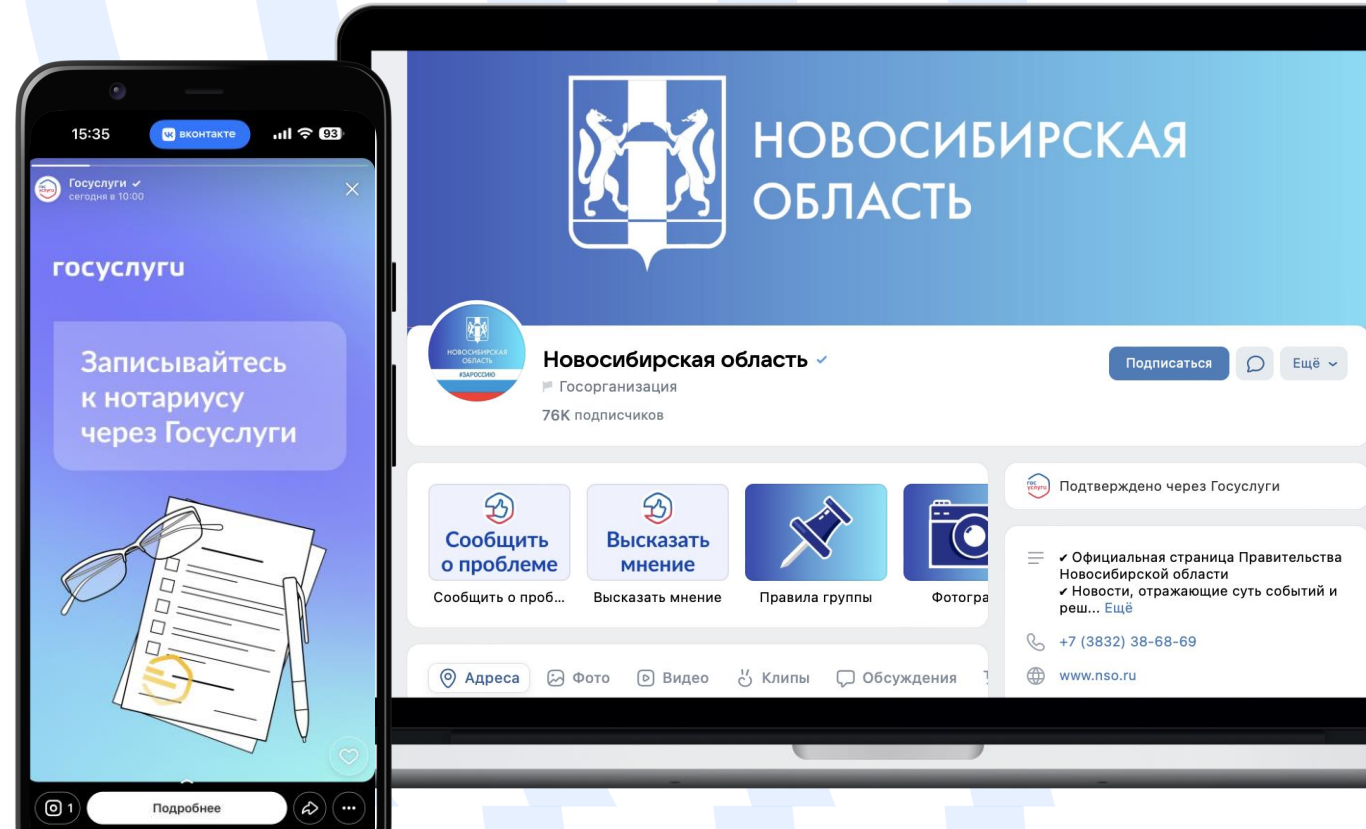 15:35
вконтакте
93
Госуслуги
сегодня в 10:00
госуслуги
Записывайтесь
к нотариусу
через Госуслуги
1
Подробнее
НОВОСИБИРСКАЯ
ОБЛАСТЬ
НОВОСИБИРСКАЯ
ОБЛАСТЬ
#ЗАРОССИЮ
Новосибирская область
Госорганизация
76K подписчиков
Подписаться
Ещё
Сообщить
о проблеме
Сообщить о проб...
Высказать
мнение
Высказать мнение
Правила группы
Фотогра
гос
услуги
Подтверждено через Госуслуги
✔ Официальная страница Правительства
Новосибирской области
✔ Новости, отражающие суть событий и
реш... Ещё
+7 (3832) 38-68-69
www.nso.ru
Адреса
Фото
Видео
Клипы
Обсуждения